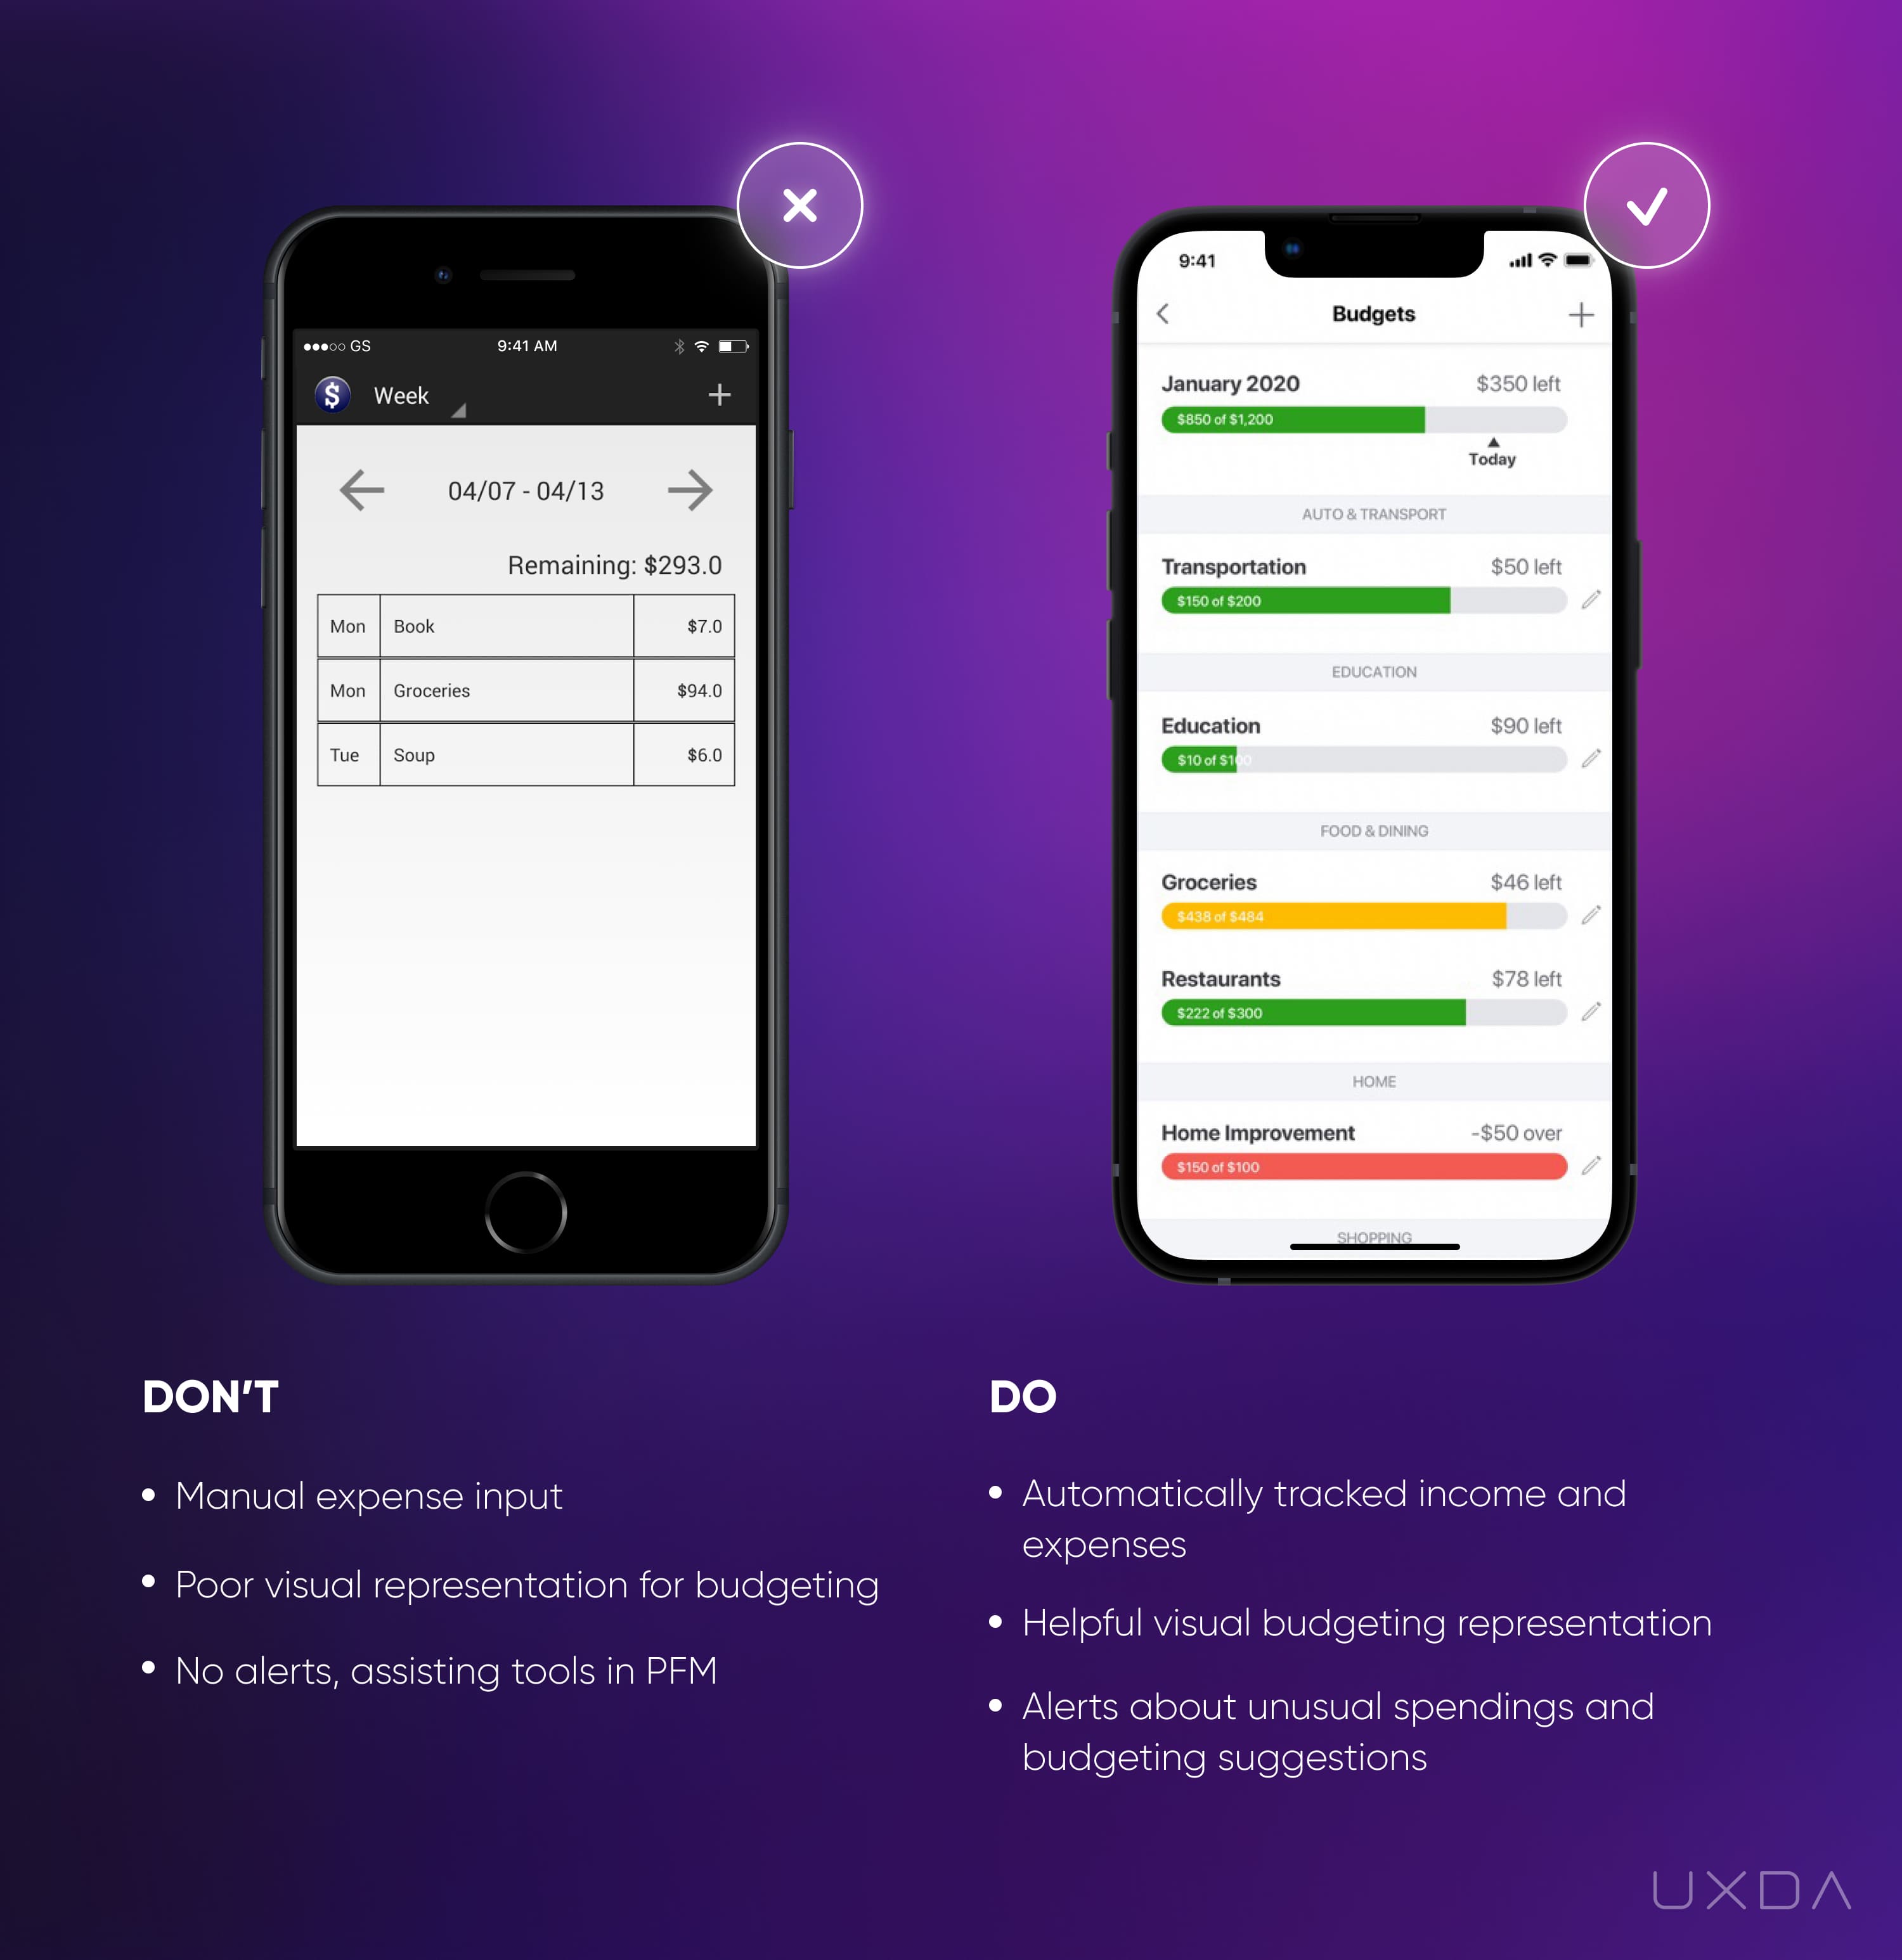 ●●●○○ GS 9:41 AM
$ Week +
← 04/07 - 04/13 →
Remaining: $293.0
Mon Book $7.0
Mon Groceries $94.0
Tue Soup $6.0
9:41
Budgets
January 2020 $350 left
$850 of $1,200
Today
AUTO & TRANSPORT
Transportation $50 left
$150 of $200
EDUCATION
Education $90 left
$10 of $100
FOOD & DINING
Groceries $46 left
$438 of $484
Restaurants $78 left
$222 of $300
HOME
Home Improvement -$50 over
$150 of $100
SHOPPING
DON'T
• Manual expense input
• Poor visual representation for budgeting
• No alerts, assisting tools in PFM
DO
• Automatically tracked income and
expenses
• Helpful visual budgeting representation
• Alerts about unusual spendings and
budgeting suggestions
UXDA